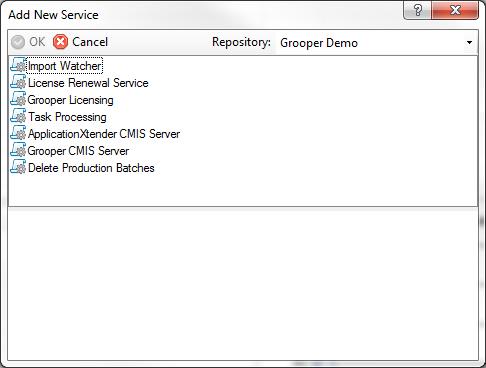 Add New Service
?
OK Cancel Repository: Grooper Demo
Import Watcher
License Renewal Service
Grooper Licensing
Task Processing
ApplicationXtender CMIS Server
Grooper CMIS Server
Delete Production Batches